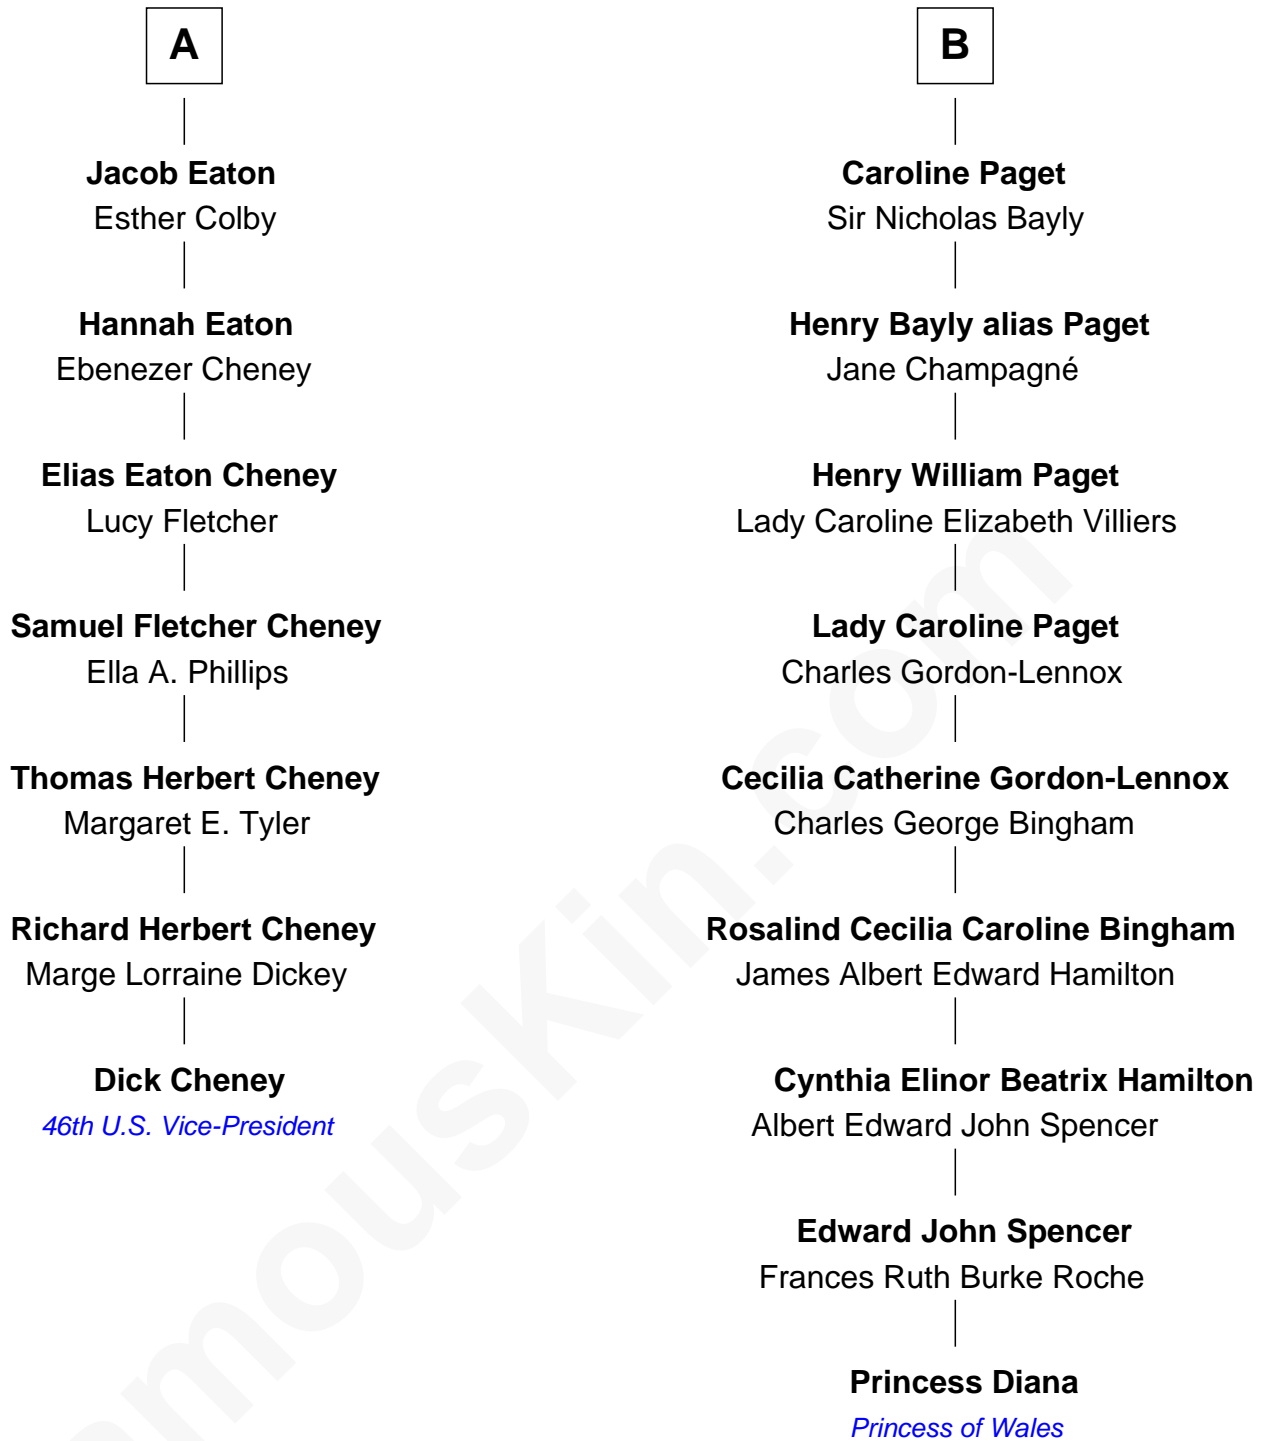 A
Jacob Eaton
Esther Colby
Hannah Eaton
Ebenezer Cheney
Elias Eaton Cheney
Lucy Fletcher
Samuel Fletcher Cheney
Ella A. Phillips
Thomas Herbert Cheney
Margaret E. Tyler
Richard Herbert Cheney
Marge Lorraine Dickey
Dick Cheney
46th U.S. Vice-President
B
Caroline Paget
Sir Nicholas Bayly
Henry Bayly alias Paget
Jane Champagné
Henry William Paget
Lady Caroline Elizabeth Villiers
Lady Caroline Paget
Charles Gordon-Lennox
Cecilia Catherine Gordon-Lennox
Charles George Bingham
Rosalind Cecilia Caroline Bingham
James Albert Edward Hamilton
Cynthia Elinor Beatrix Hamilton
Albert Edward John Spencer
Edward John Spencer
Frances Ruth Burke Roche
Princess Diana
Princess of Wales
amousKin.com